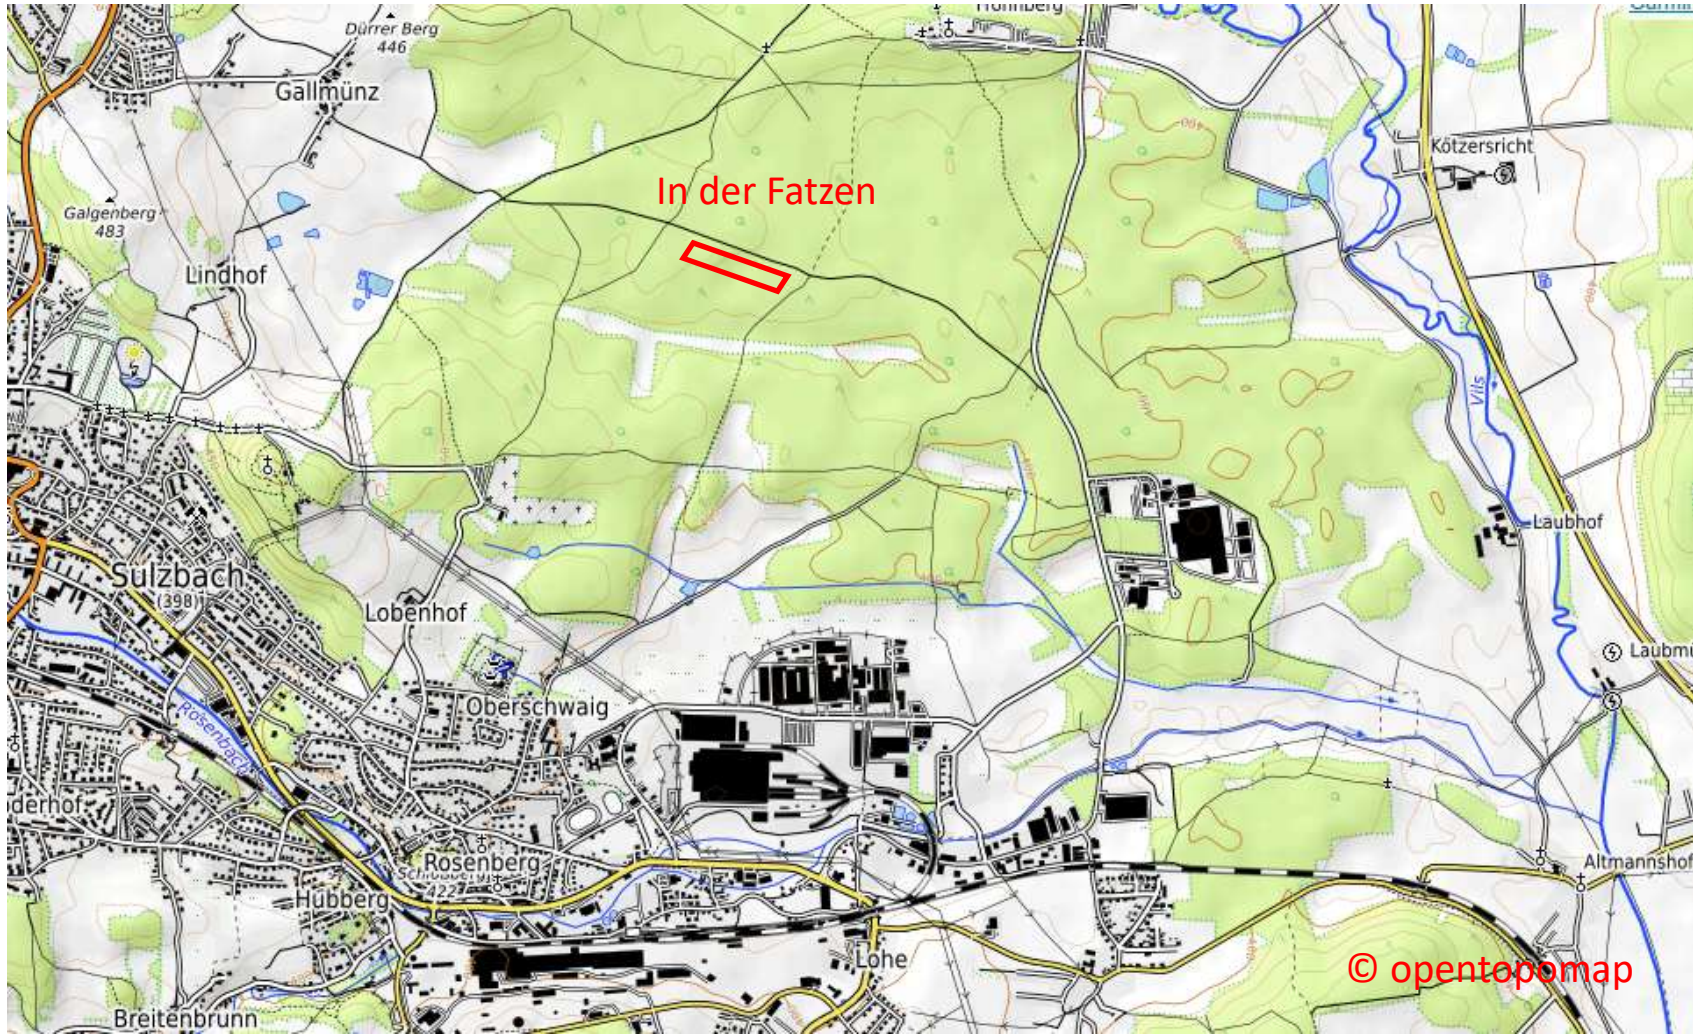 Dürrer Berg
446
Gallmünz
Kötzersricht
In der Fatzen
Galgenberg
483
Lindhof
Vils
Laubhof
Sulzbach
(398)
Lobenhof
Oberschwaig
Rosenbach
Rosenberg
422
Hubberg
Lohe
Altmannshof
Breitenbrunn
© opentopomap